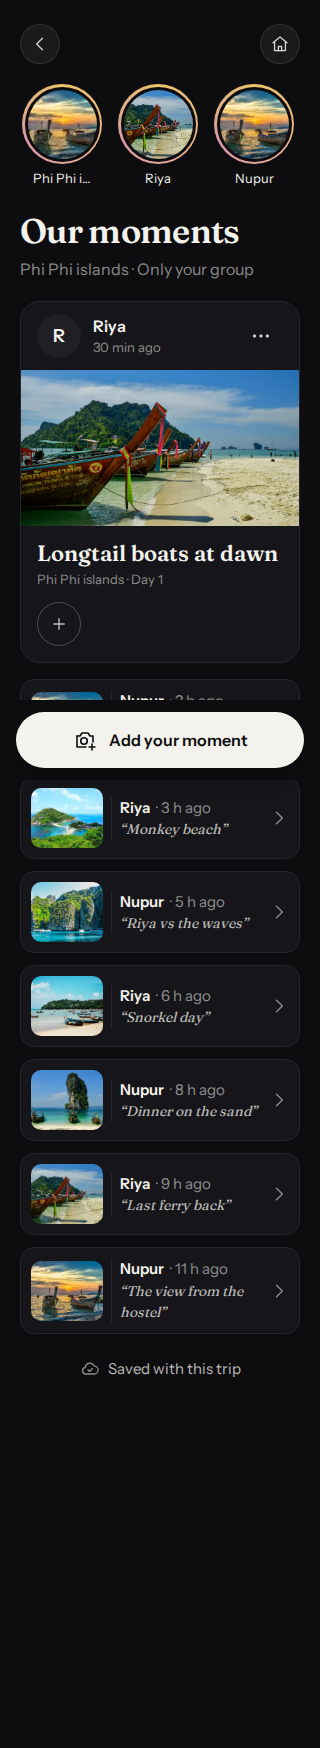 Phi Phi i...
Riya
Nupur
Our moments
Phi Phi islands · Only your group
R
Riya
30 min ago
Longtail boats at dawn
Phi Phi islands · Day 1
Add your moment
Riya · 3 h ago
“Monkey beach”
Nupur · 5 h ago
“Riya vs the waves”
Riya · 6 h ago
“Snorkel day”
Nupur · 8 h ago
“Dinner on the sand”
Riya · 9 h ago
“Last ferry back”
Nupur · 11 h ago
“The view from the
hostel”
Saved with this trip